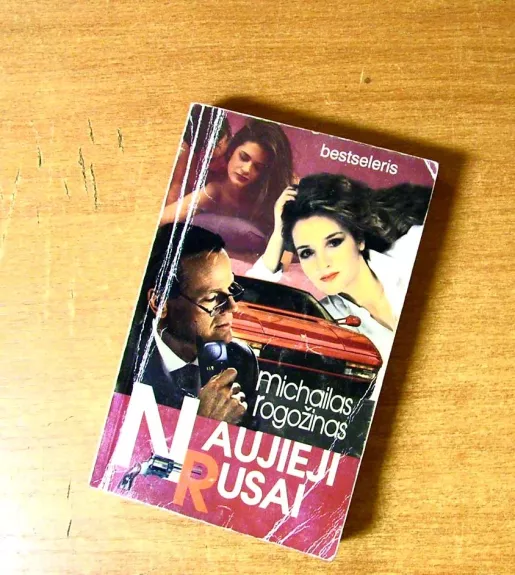 bestseleris
michailas
rogožinas
NAUJIEJI
RUSAI